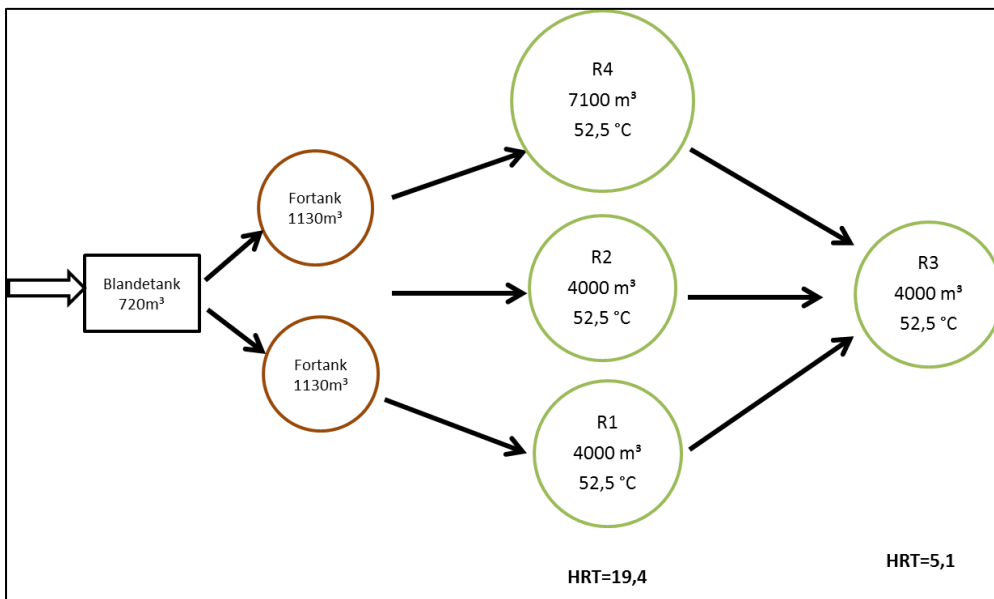 Blandetank
720m³
Fortank
1130m³
Fortank
1130m³
R4
7100 m³
52,5 °C
R2
4000 m³
52,5 °C
R1
4000 m³
52,5 °C
HRT=19,4
R3
4000 m³
52,5 °C
HRT=5,1